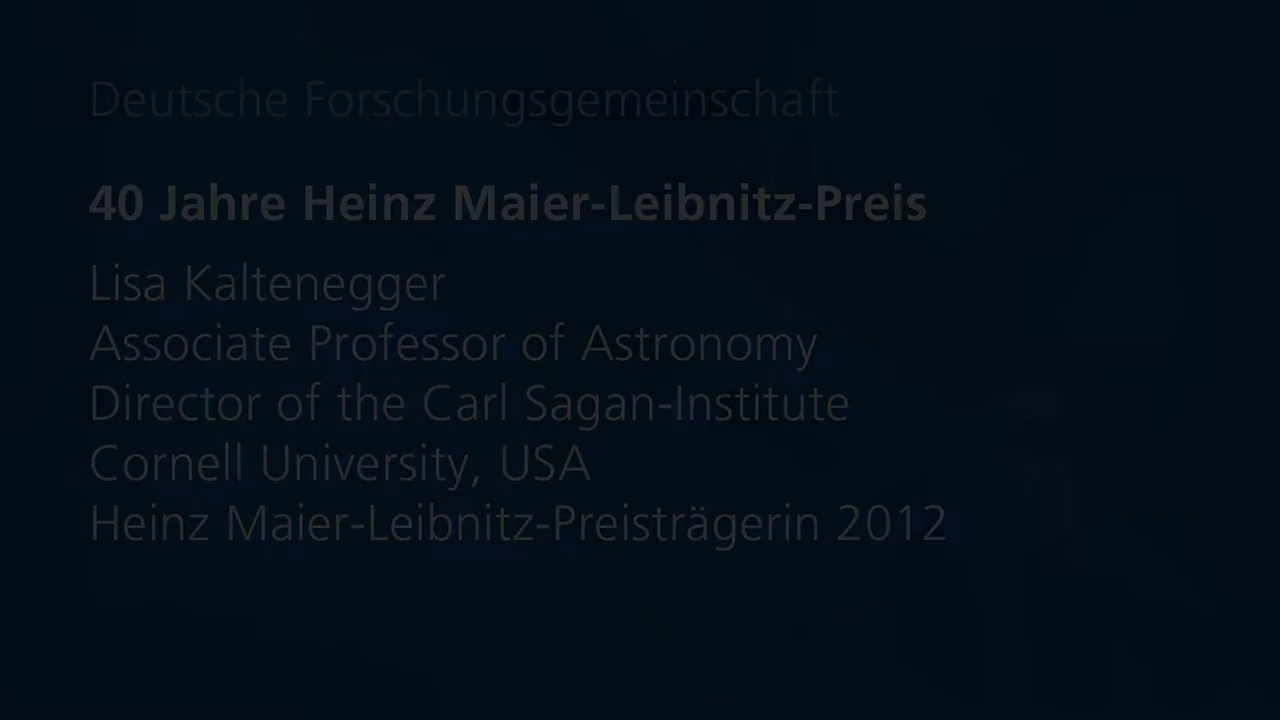 Deutsche Forschungsgemeinschaft
40 Jahre Heinz Maier-Leibnitz-Preis
Lisa Kaltenegger
Associate Professor of Astronomy
Director of the Carl Sagan-Institute
Cornell University, USA
Heinz Maier-Leibnitz-Preisträgerin 2012